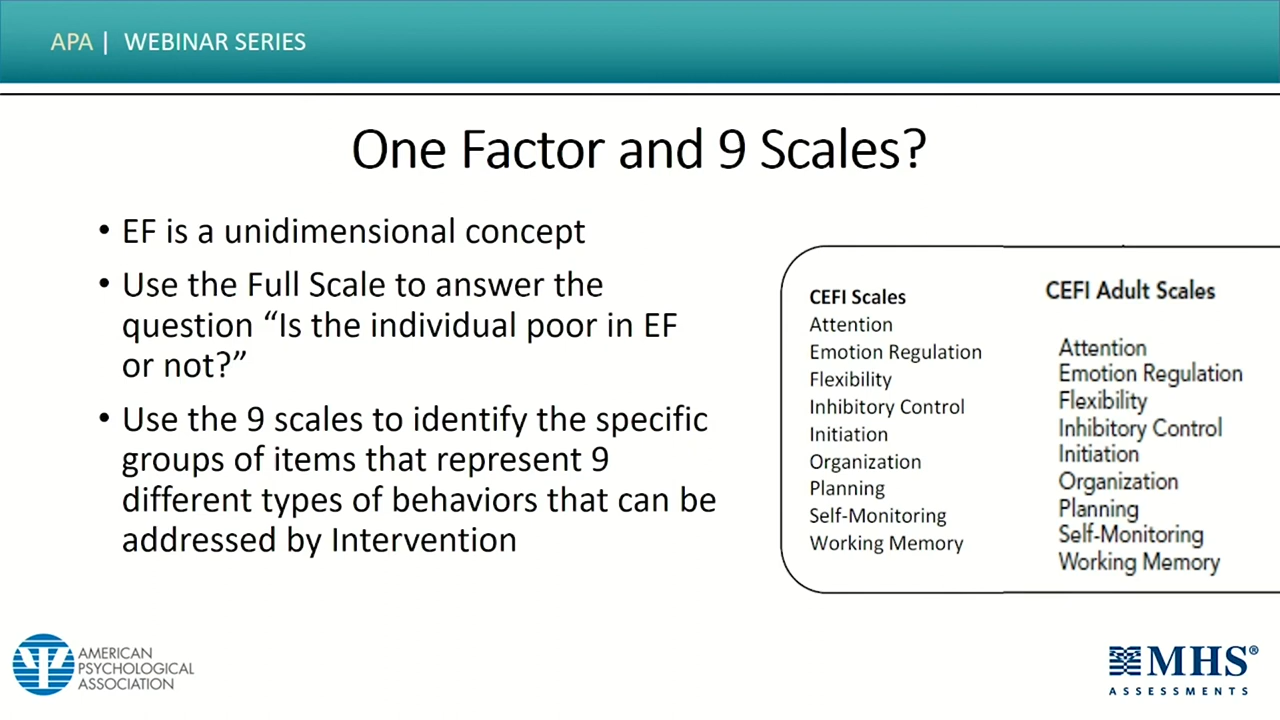 APA | WEBINAR SERIES
One Factor and 9 Scales?
• EF is a unidimensional concept
• Use the Full Scale to answer the
question “Is the individual poor in EF
or not?”
• Use the 9 scales to identify the specific
groups of items that represent 9
different types of behaviors that can be
addressed by Intervention
CEFI Scales
Attention
Emotion Regulation
Flexibility
Inhibitory Control
Initiation
Organization
Planning
Self-Monitoring
Working Memory
CEFI Adult Scales
Attention
Emotion Regulation
Flexibility
Inhibitory Control
Initiation
Organization
Planning
Self-Monitoring
Working Memory
AMERICAN
PSYCHOLOGICAL
ASSOCIATION
MHS®
ASSESSMENTS